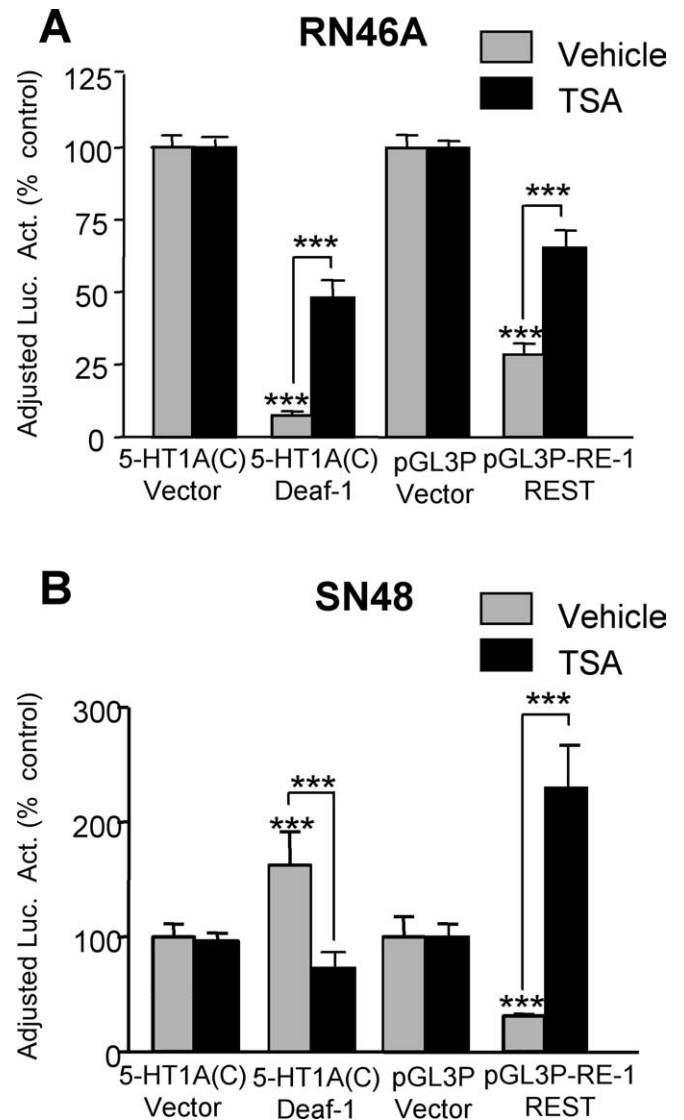 A
RN46A
Vehicle
TSA
Adjusted Luc. Act. (% control)
125
100
75
50
25
0
***
***
***
***
5-HT1A(C) 5-HT1A(C) pGL3P pGL3P-RE-1
Vector Deaf-1 Vector REST
B
SN48
Vehicle
TSA
Adjusted Luc. Act. (% control)
300
200
100
0
***
***
***
***
5-HT1A(C) 5-HT1A(C) pGL3P pGL3P-RE-1
Vector Deaf-1 Vector REST